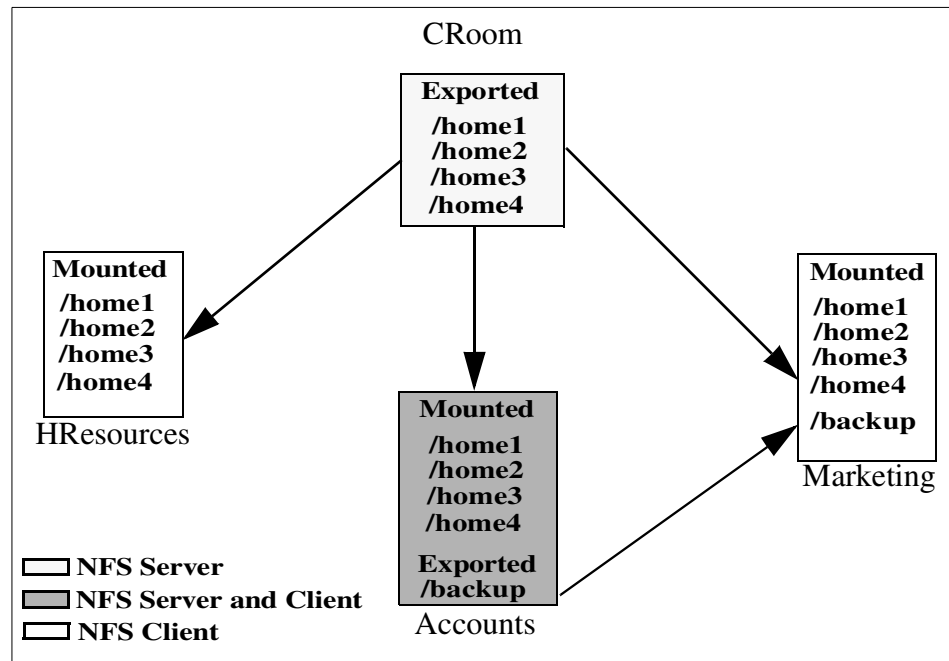 CRoom
Exported
/home1
/home2
/home3
/home4
Mounted
/home1
/home2
/home3
/home4
HResources
Mounted
/home1
/home2
/home3
/home4
Exported
/backup
Accounts
Mounted
/home1
/home2
/home3
/home4
/backup
Marketing
NFS Server
NFS Server and Client
NFS Client